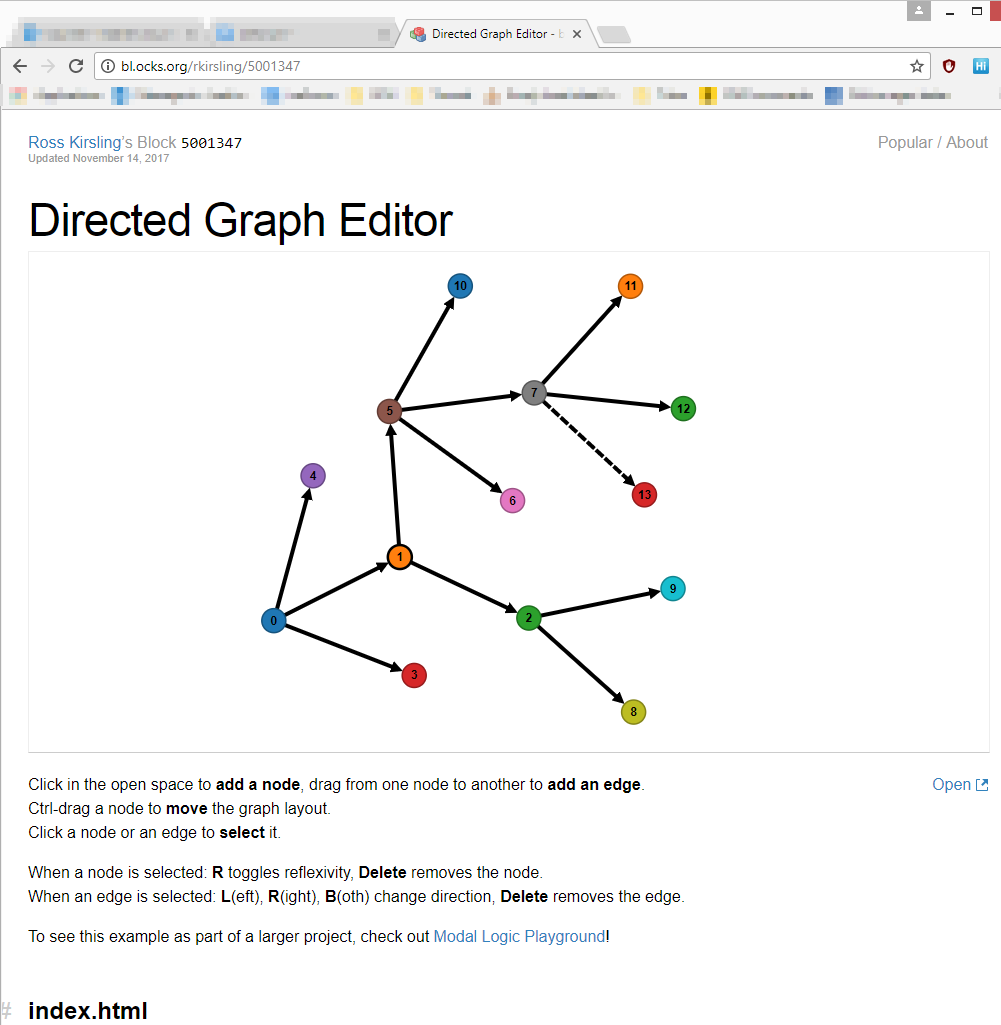 Directed Graph Editor - b
bl.ocks.org/rkirsling/5001347
Hi
Ross Kirsling's Block 5001347
Popular / About
Updated November 14, 2017
Directed Graph Editor
10
11
7
5
12
4
13
6
1
9
0
2
3
8
Click in the open space to add a node, drag from one node to another to add an edge.
Open
Ctrl-drag a node to move the graph layout.
Click a node or an edge to select it.
When a node is selected: R toggles reflexivity, Delete removes the node.
When an edge is selected: L(eft), R(ight), B(oth) change direction, Delete removes the edge.
To see this example as part of a larger project, check out Modal Logic Playground!
# index.html